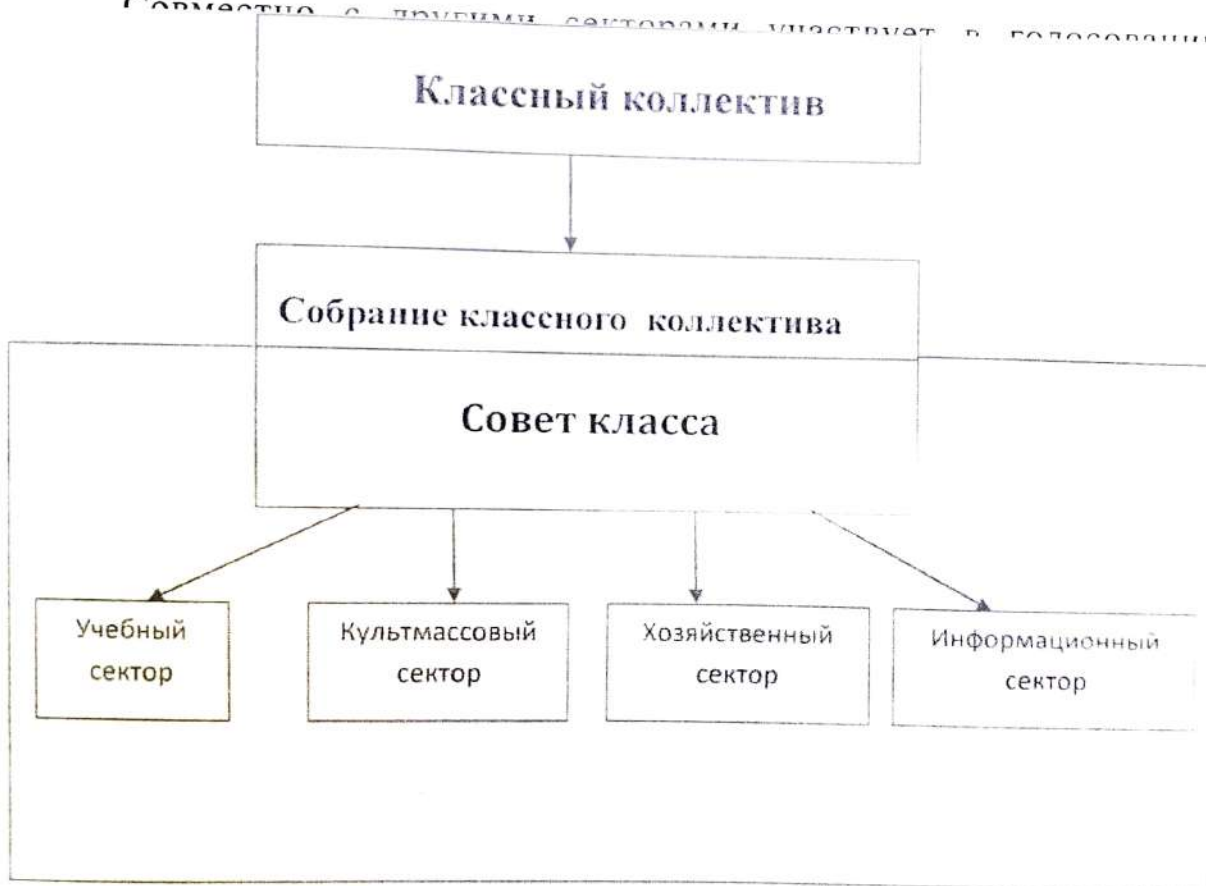 Совместно с другими секторами участвует в голосовании
Классный коллектив
Собрание классного коллектива
Совет класса
Учебный
сектор
Культмассовый
сектор
Хозяйственный
сектор
Информационный
сектор